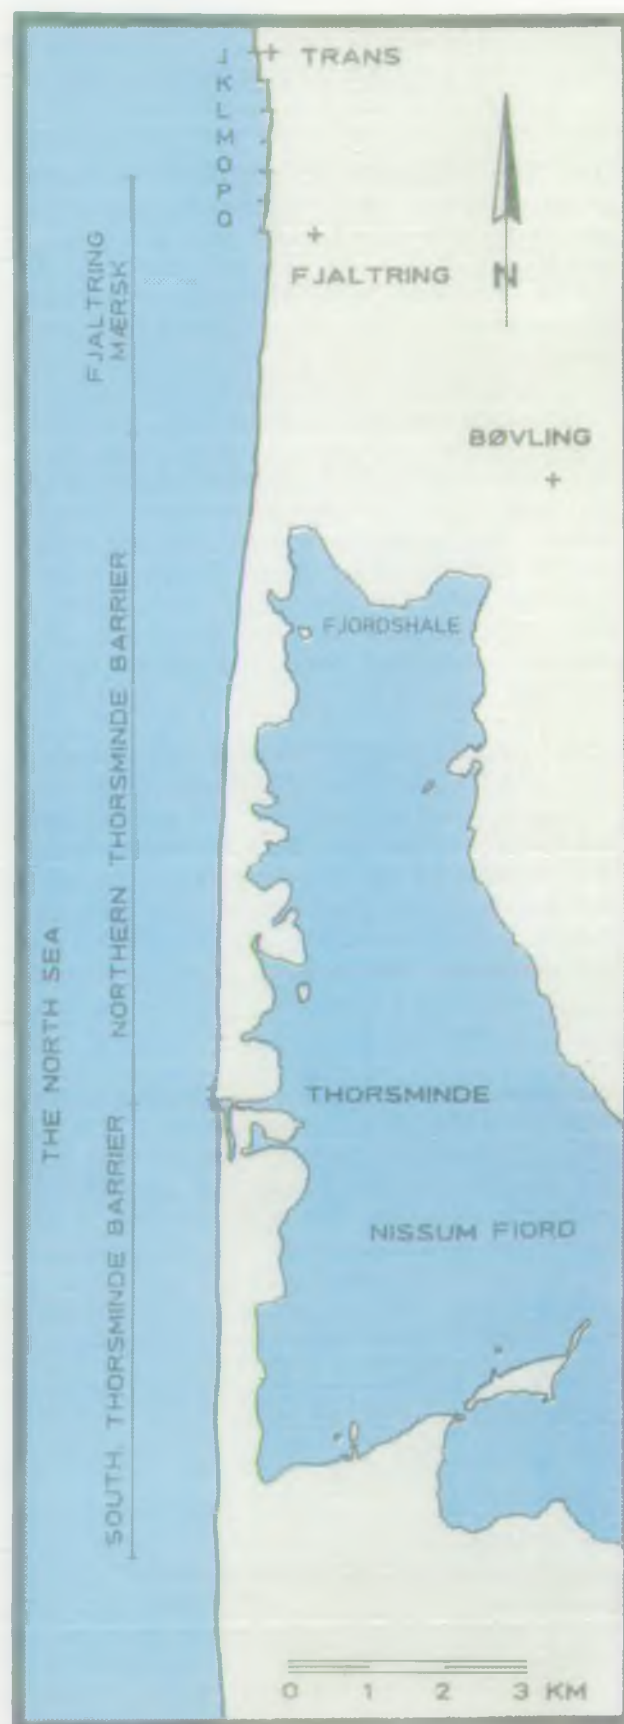 TRANS
J
K
L
M
O
P
Q
FJALTRING
N
FJALTRING
MÆRSK
BØVLING
FJORDSHALE
NORTHERN THORSMINDE BARRIER
THE NORTH SEA
THORSMINDE
SOUTH. THORSMINDE BARRIER
NISSUM FIORD
0 1 2 3 KM